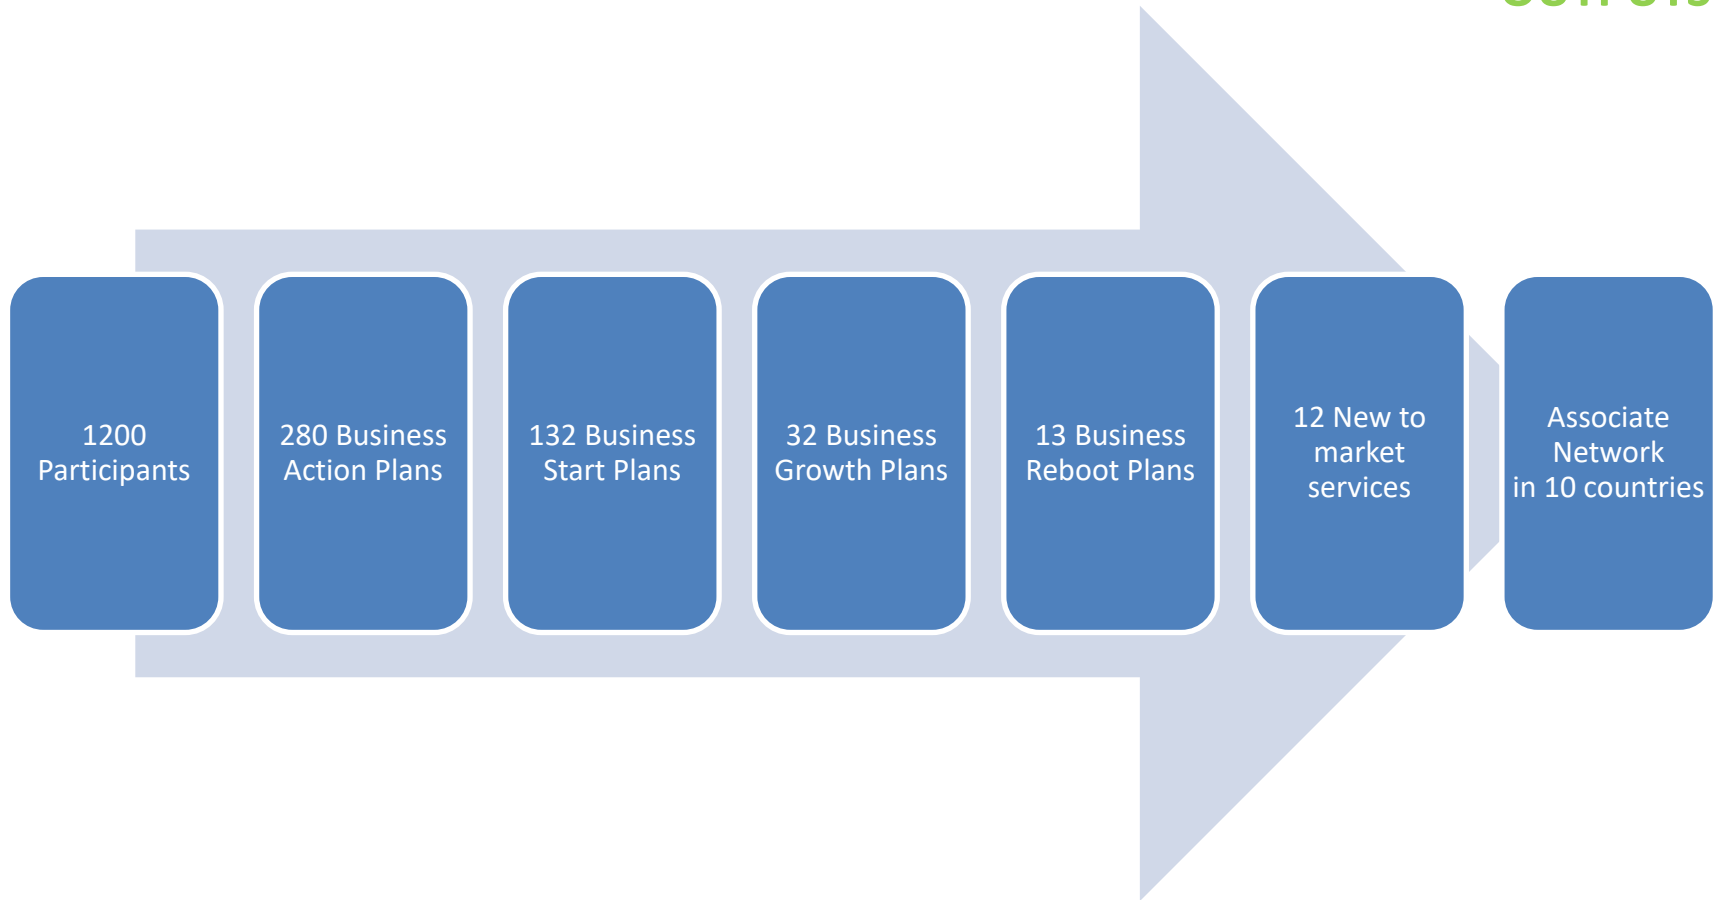 OUTPUTS
1200
Participants
280 Business
Action Plans
132 Business
Start Plans
32 Business
Growth Plans
13 Business
Reboot Plans
12 New to
market
services
Associate
Network
in 10 countries